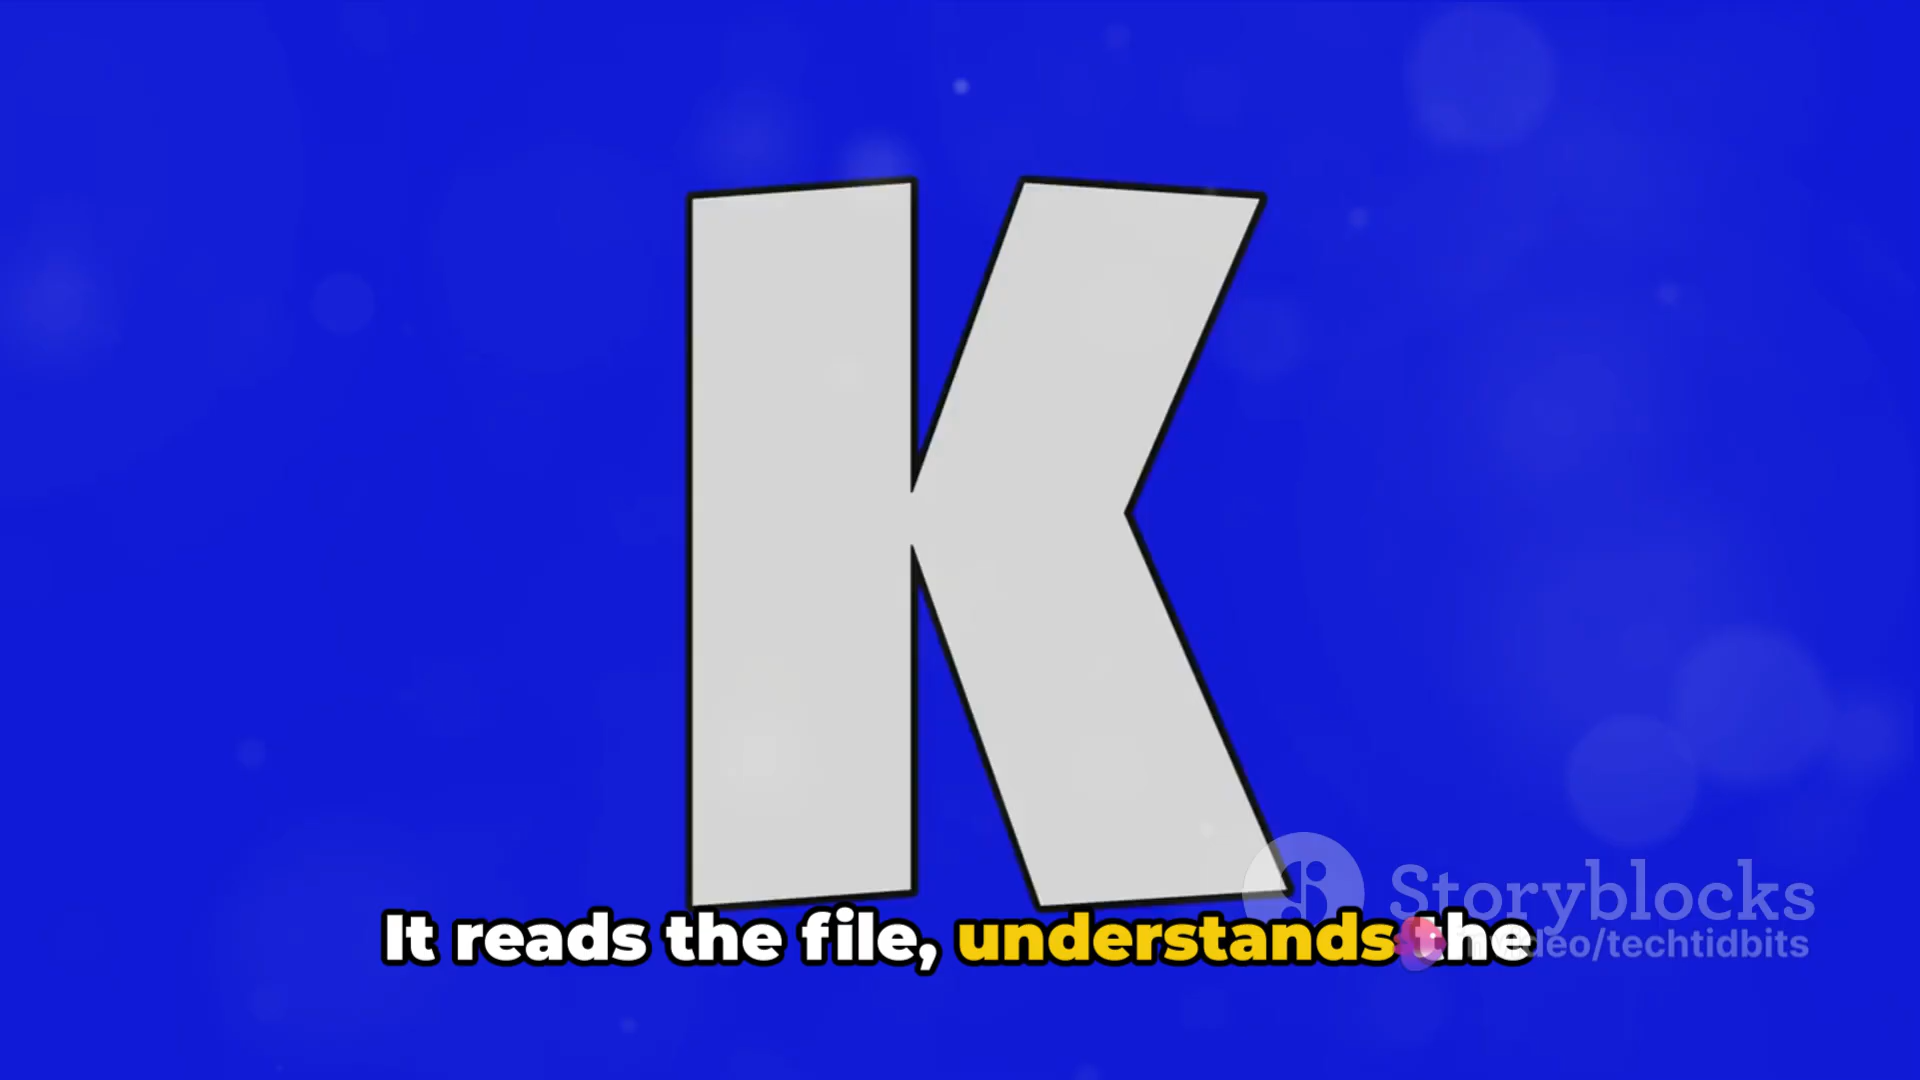 K
Storyblocks
It reads the file, understands the
video/techtidbits